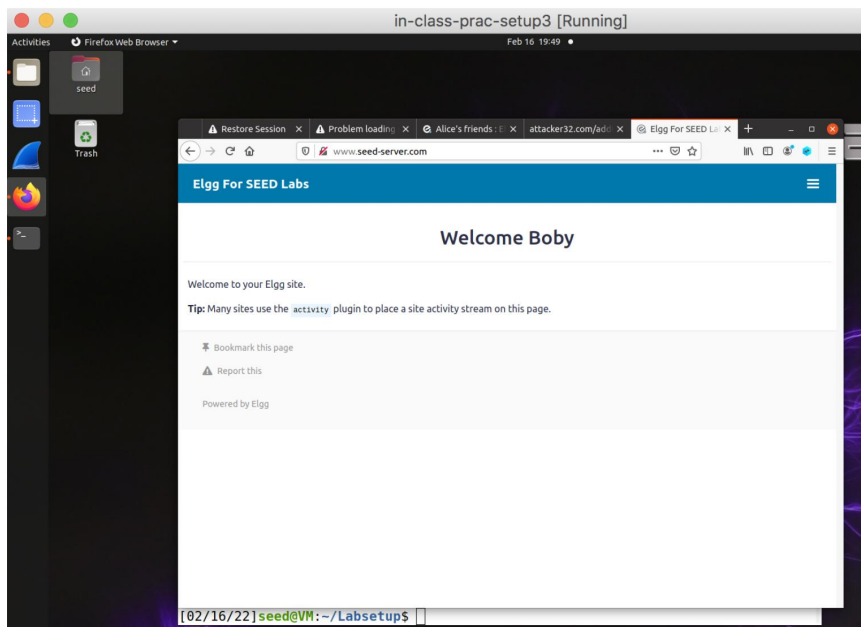 in-class-prac-setup3 [Running]
Activities Firefox Web Browser Feb 16 19:49
seed
Trash
Restore Session Problem loading Alice's friends : E attacker32.com/add Elgg For SEED La
www.seed-server.com
Elgg For SEED Labs
Welcome Boby
Welcome to your Elgg site.
Tip: Many sites use the activity plugin to place a site activity stream on this page.
Bookmark this page
Report this
Powered by Elgg
[02/16/22]seed@VM:~/Labsetup$